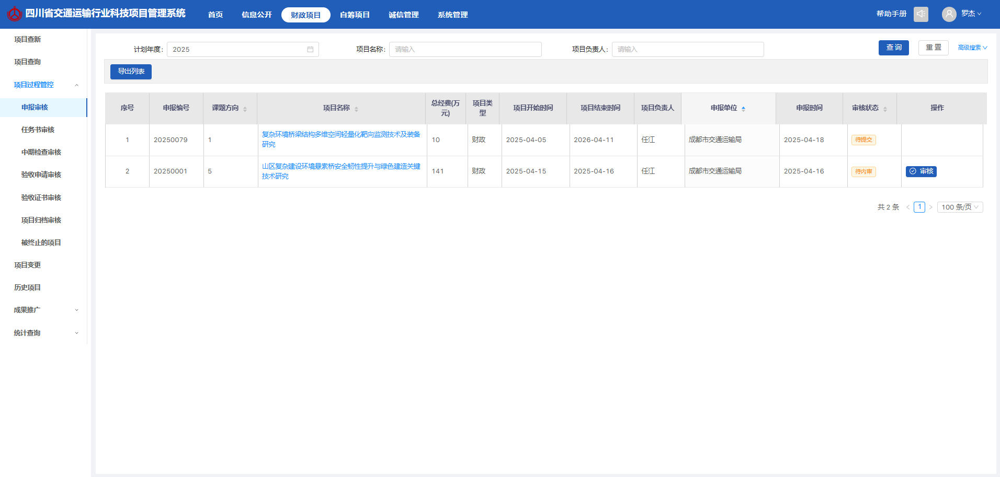 四川省交通运输行业科技项目管理系统
首页 信息公开 财政项目 自筹项目 诚信管理 系统管理
帮助手册 罗杰
项目查新
项目查询
项目过程管控
申报审核
任务书审核
中期检查审核
验收申请审核
验收证书审核
项目归档审核
被终止的项目
项目变更
历史项目
成果推广
统计查询
计划年度: 2025 项目名称: 请输入 项目负责人: 请输入 查 询 重 置 高级搜索
导出列表
序号 申报编号 课题方向 项目名称 总经费(万元) 项目类型 项目开始时间 项目结束时间 项目负责人 申报单位 申报时间 审核状态 操作
1 20250079 1 复杂环境桥梁结构多维空间轻量化靶向监测技术及装备研究 10 财政 2025-04-05 2026-04-11 任江 成都市交通运输局 2025-04-18 待提交
2 20250001 5 山区复杂建设环境悬索桥安全韧性提升与绿色建造关键技术研究 141 财政 2025-04-15 2025-04-16 任江 成都市交通运输局 2025-04-16 待内审 审核
共 2 条 < 1 > 100 条/页